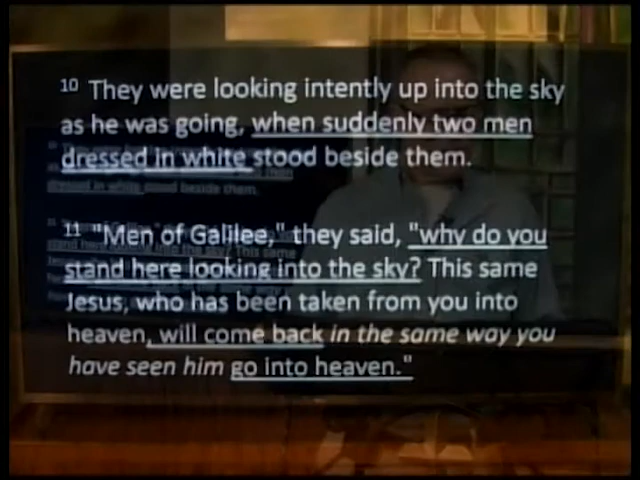 10 They were looking intently up into the sky
as he was going, when suddenly two men
dressed in white stood beside them.
11 "Men of Galilee," they said, "why do you
stand here looking into the sky? This same
Jesus, who has been taken from you into
heaven, will come back in the same way you
have seen him go into heaven."